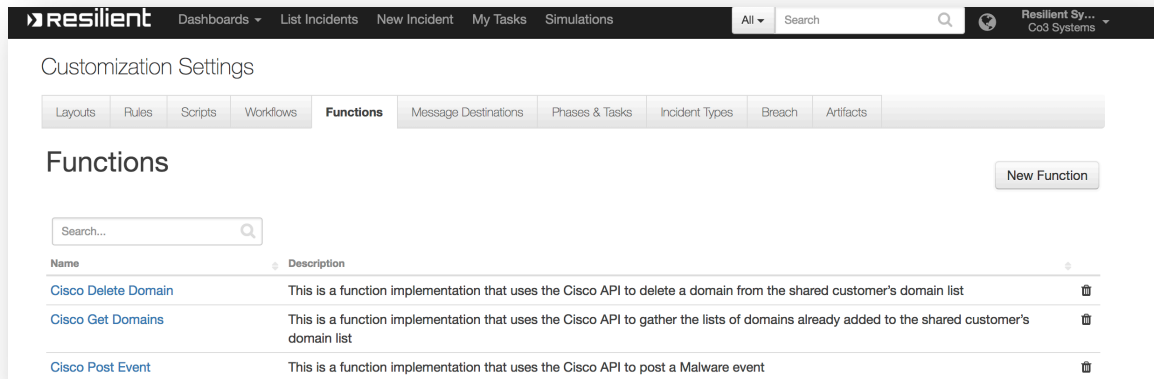 Resilient Dashboards List Incidents New Incident My Tasks Simulations All Search Resilient Sy...
Co3 Systems
Customization Settings
Layouts Rules Scripts Workflows Functions Message Destinations Phases & Tasks Incident Types Breach Artifacts
Functions
New Function
Search...
Name Description
Cisco Delete Domain This is a function implementation that uses the Cisco API to delete a domain from the shared customer's domain list
Cisco Get Domains This is a function implementation that uses the Cisco API to gather the lists of domains already added to the shared customer's
domain list
Cisco Post Event This is a function implementation that uses the Cisco API to post a Malware event